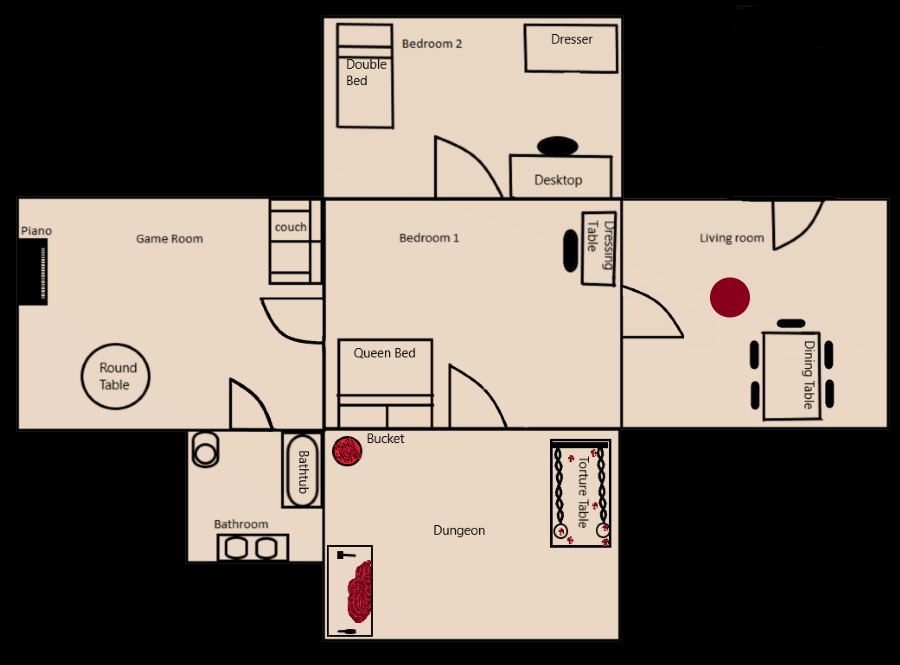 Bedroom 2
Dresser
Double
Bed
Desktop
Piano
Game Room
couch
Bedroom 1
Dressing
Table
Living room
Round
Table
Queen Bed
Dining Table
Bucket
Bathtub
Torture Table
Bathroom
Dungeon